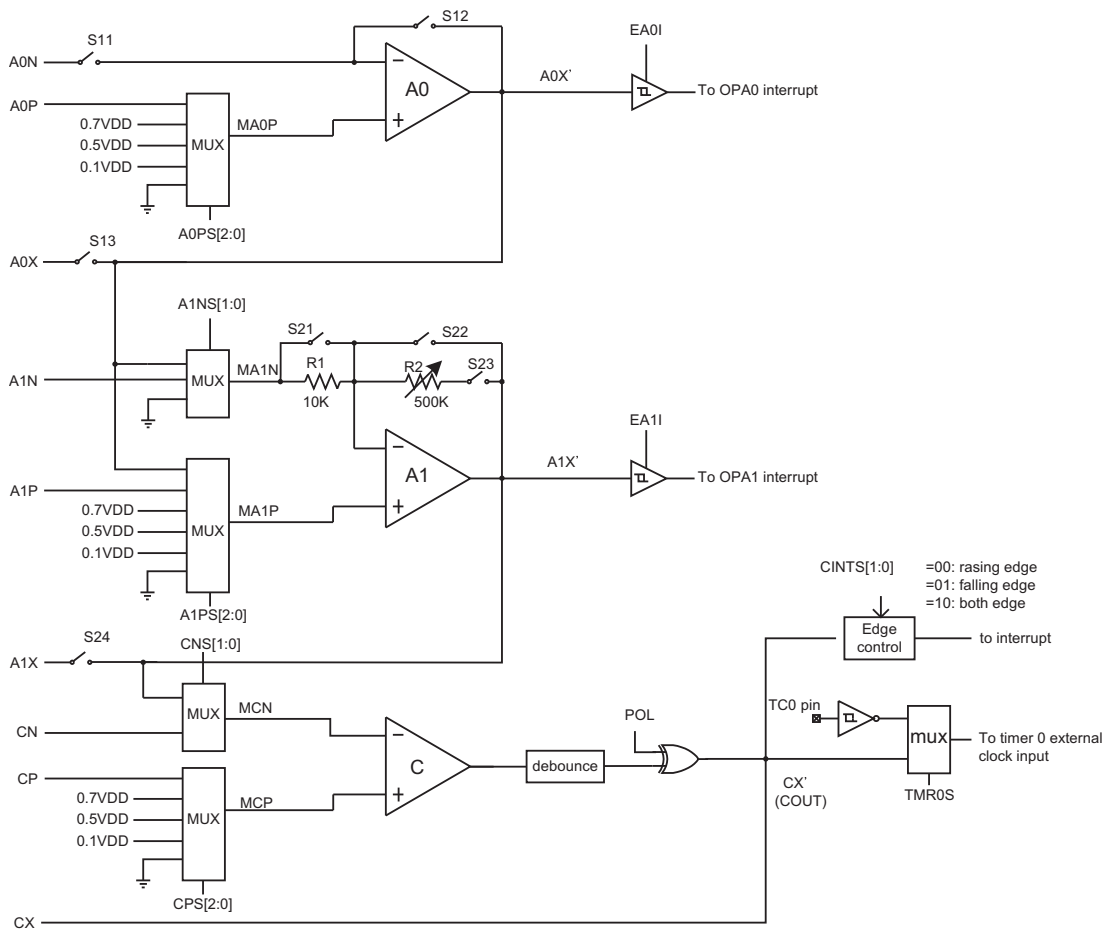 S12
S11
A0N
A0
−
+
A0X'
EA0I
To OPA0 interrupt
A0P
0.7VDD
0.5VDD
0.1VDD
MUX
MA0P
A0PS[2:0]
S13
A0X
A1NS[1:0]
S21
S22
R1
R2
S23
A1N
MUX
MA1N
10K
500K
−
A1
+
A1X'
EA1I
To OPA1 interrupt
A1P
0.7VDD
0.5VDD
0.1VDD
MUX
MA1P
A1PS[2:0]
CINTS[1:0]
=00: rasing edge
=01: falling edge
=10: both edge
Edge
control
to interrupt
S24
A1X
CNS[1:0]
MUX
MCN
CN
−
C
+
debounce
POL
TC0 pin
mux
To timer 0 external
clock input
TMR0S
CX'
(COUT)
CP
0.7VDD
0.5VDD
0.1VDD
MUX
MCP
CPS[2:0]
CX